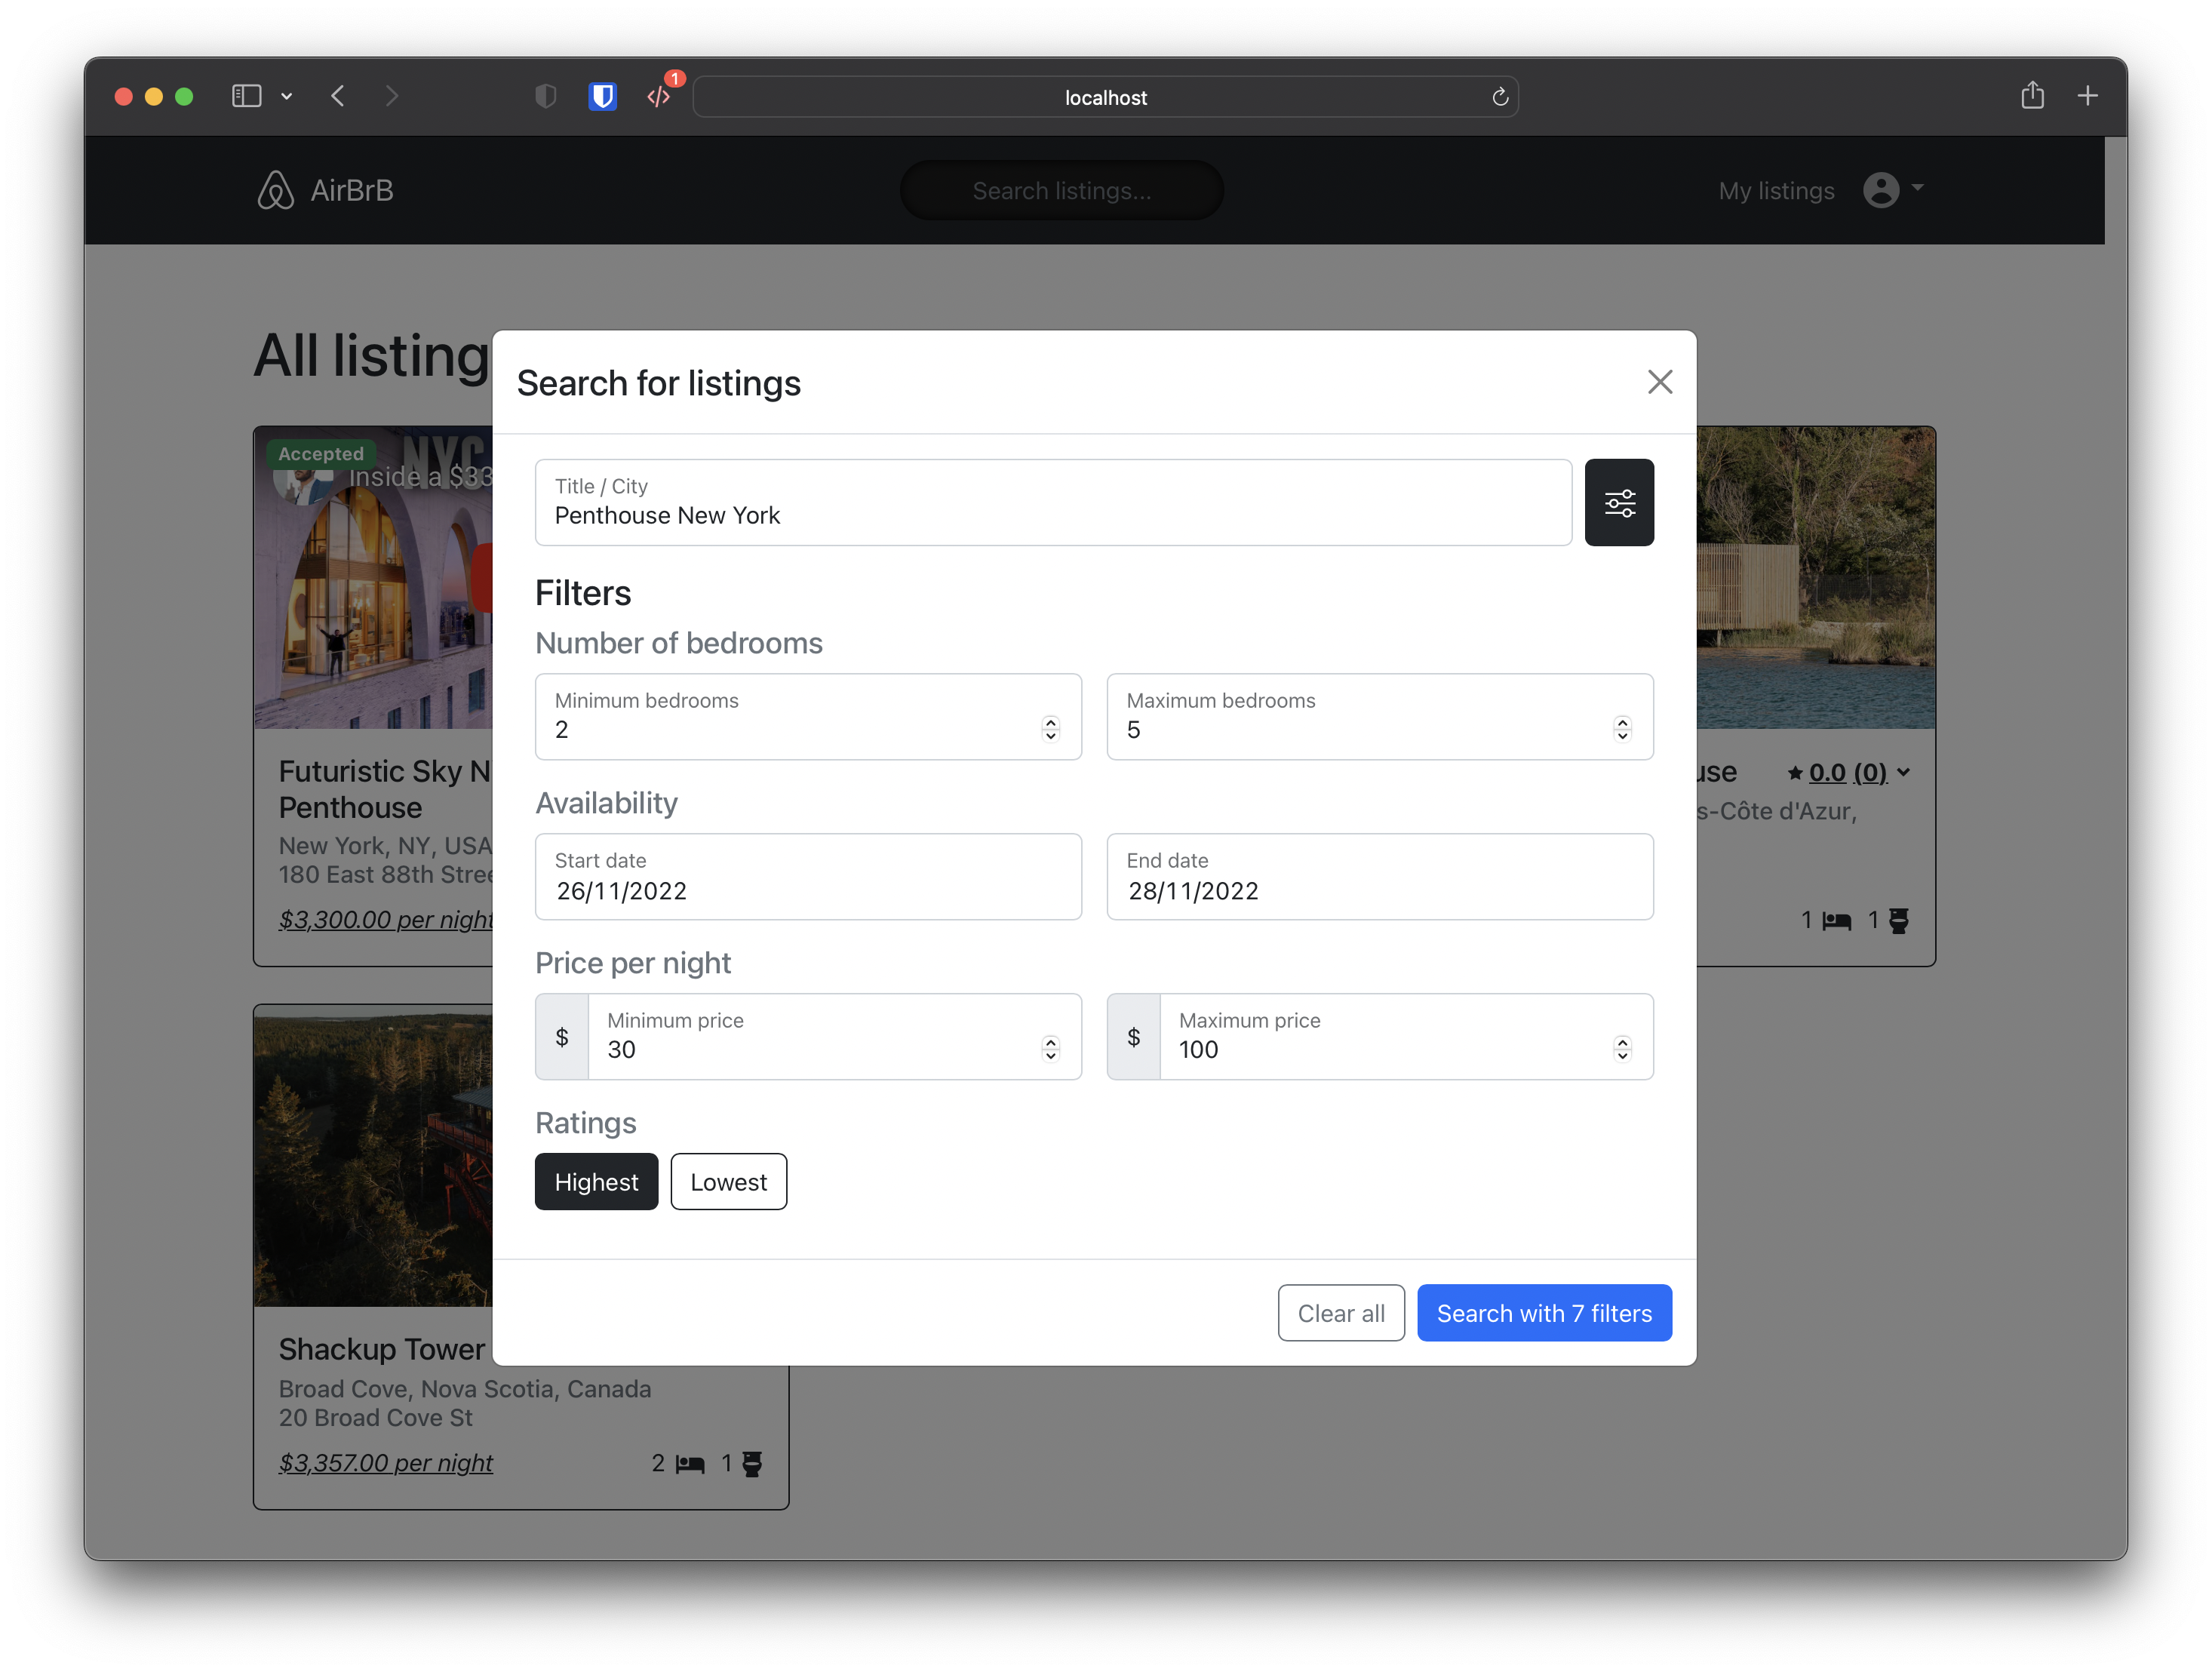 1
localhost
AirBrB
Search listings...
My listings
All listing
Accepted
NYC
Inside a $33
Futuristic Sky N
Penthouse
New York, NY, USA
180 East 88th Stree
$3,300.00 per night
Shackup Tower
Broad Cove, Nova Scotia, Canada
20 Broad Cove St
$3,357.00 per night
2 1
use
0.0 (0)
s-Côte d'Azur,
1 1
Search for listings
Title / City
Penthouse New York
Filters
Number of bedrooms
Minimum bedrooms
2
Maximum bedrooms
5
Availability
Start date
26/11/2022
End date
28/11/2022
Price per night
$
Minimum price
30
$
Maximum price
100
Ratings
Highest
Lowest
Clear all
Search with 7 filters